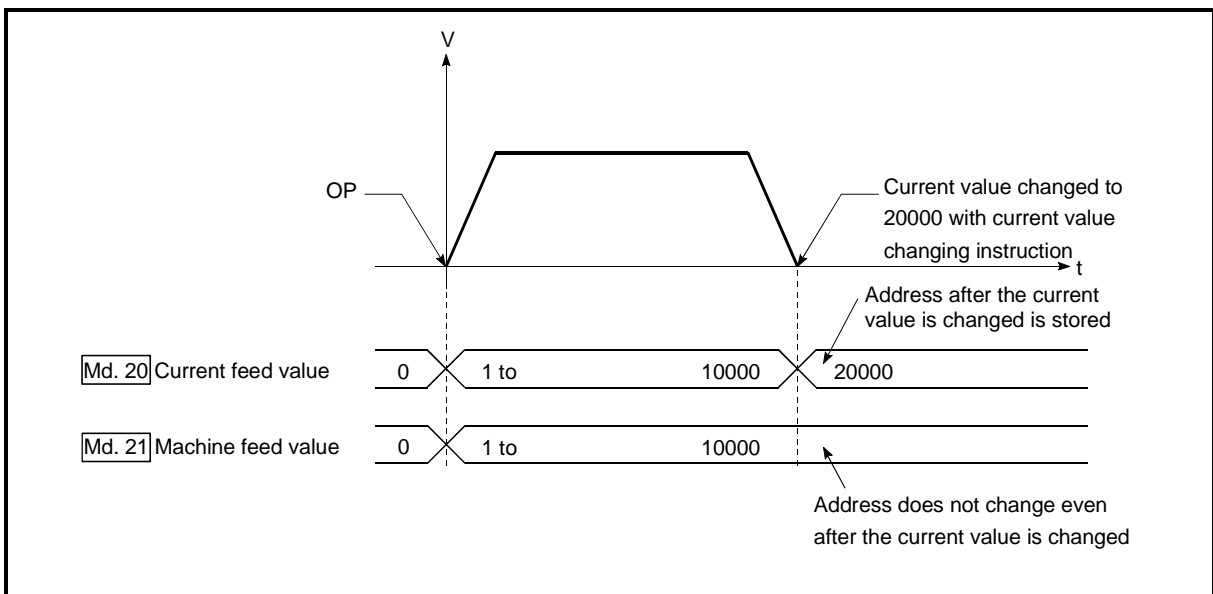 V
OP
Current value changed to
20000 with current value
changing instruction
t
Address after the current
value is changed is stored
Md. 20 Current feed value 0 1 to 10000 20000
Md. 21 Machine feed value 0 1 to 10000
Address does not change even
after the current value is changed